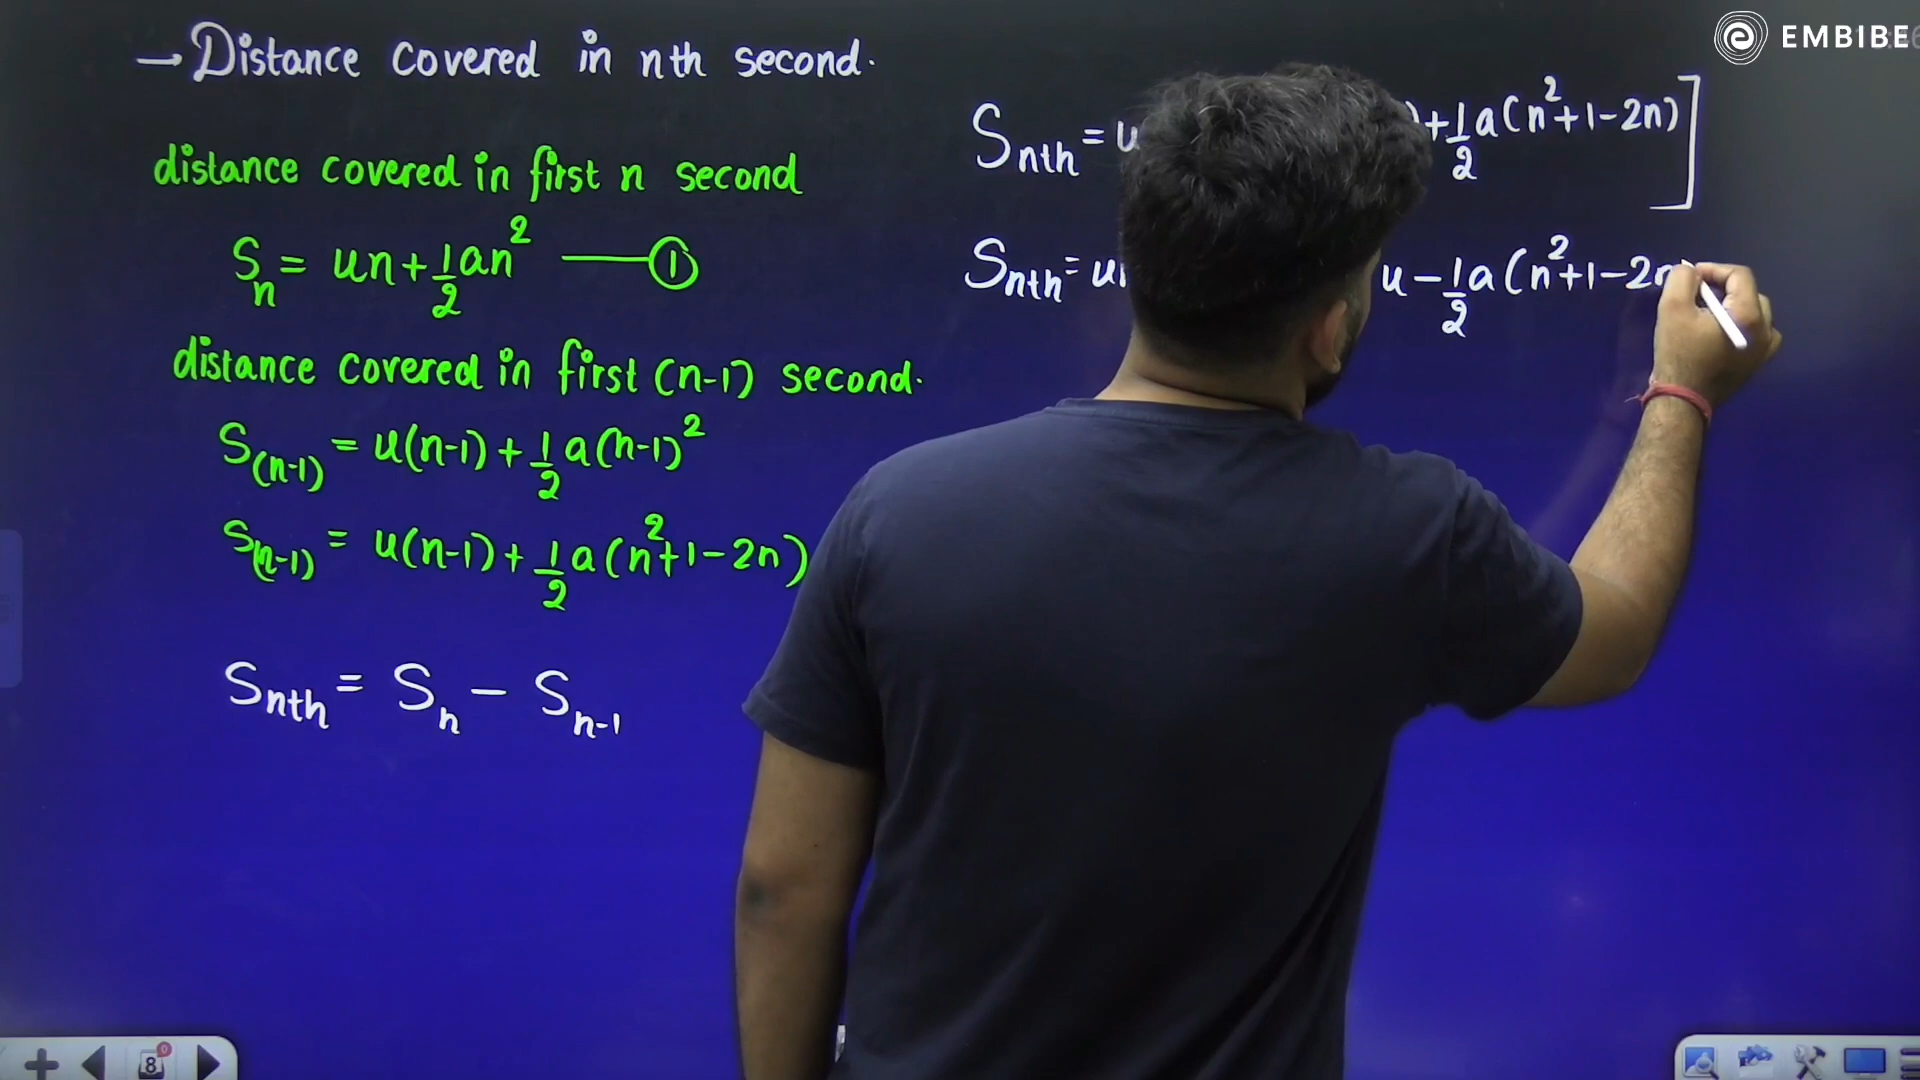 → Distance covered in nth second.
distance covered in first n second
Sₙ = un + 1/2 an² —— ①
distance covered in first (n-1) second.
S₍ₙ₋₁₎ = u(n-1) + 1/2 a(n-1)²
S₍ₙ₋₁₎ = u(n-1) + 1/2 a(n²+1-2n)
Snth = Sₙ - Sₙ₋₁
EMBIBE
Snth = u ) + 1/2 a(n²+1-2n)]
Snth = u u - 1/2 a(n²+1-2n
8
0